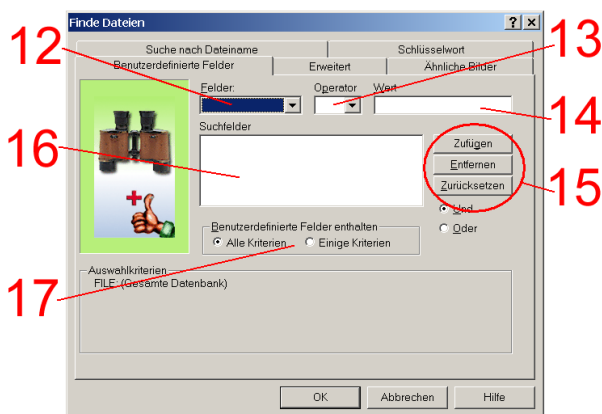 Finde Dateien
12
13
Suche nach Dateiname
Schlüsselwort
Benutzerdefinierte Felder
Erweitert
Ähnliche Bilder
Felder:
Operator
Wert
14
Suchfelder
16
Zufügen
Entfernen
Zurücksetzen
15
Und
Oder
Benutzerdefinierte Felder enthalten
Alle Kriterien
Einige Kriterien
17
Auswahlkriterien
FILE: (Gesamte Datenbank)
OK
Abbrechen
Hilfe